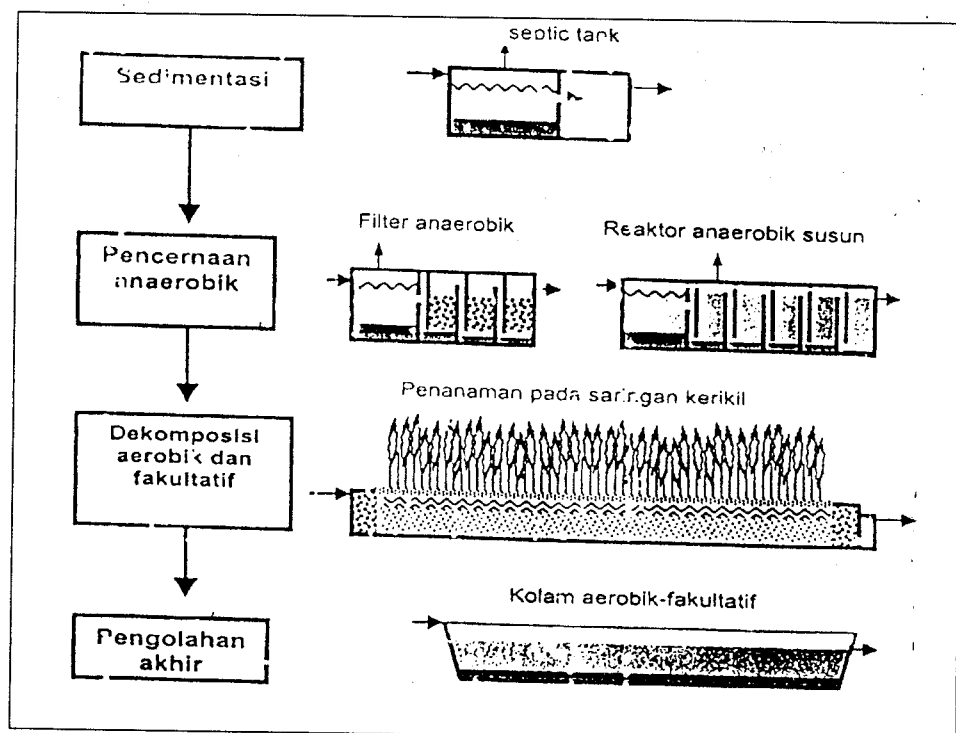 septic tank
Sedimentasi
Filter anaerobik
Reaktor anaerobik susun
Pencernaan
anaerobik
Penanaman pada saringan kerikil
Dekomposisi
aerobik dan
fakultatif
Kolam aerobik-fakultatif
Pengolahan
akhir